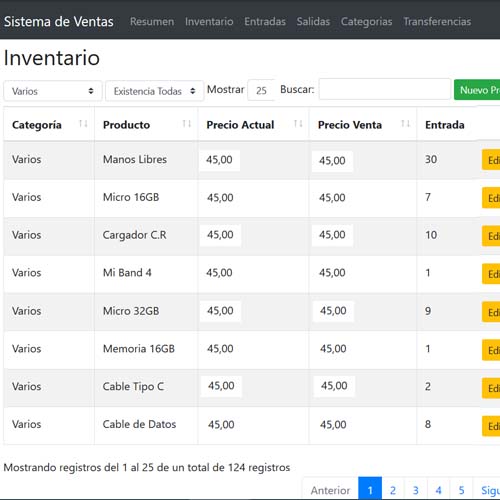 Sistema de Ventas Resumen Inventario Entradas Salidas Categorias Transferencias
Inventario
Varios Existencia Todas Mostrar 25 Buscar: Nuevo Pr
Categoría Producto Precio Actual Precio Venta Entrada
Varios Manos Libres 45,00 45,00 30 Edi
Varios Micro 16GB 45,00 45,00 7 Edi
Varios Cargador C.R 45,00 45,00 10 Edi
Varios Mi Band 4 45,00 45,00 1 Edi
Varios Micro 32GB 45,00 45,00 9 Edi
Varios Memoria 16GB 45,00 45,00 1 Edi
Varios Cable Tipo C 45,00 45,00 2 Edi
Varios Cable de Datos 45,00 45,00 8 Edi
Mostrando registros del 1 al 25 de un total de 124 registros
Anterior 1 2 3 4 5 Sigu